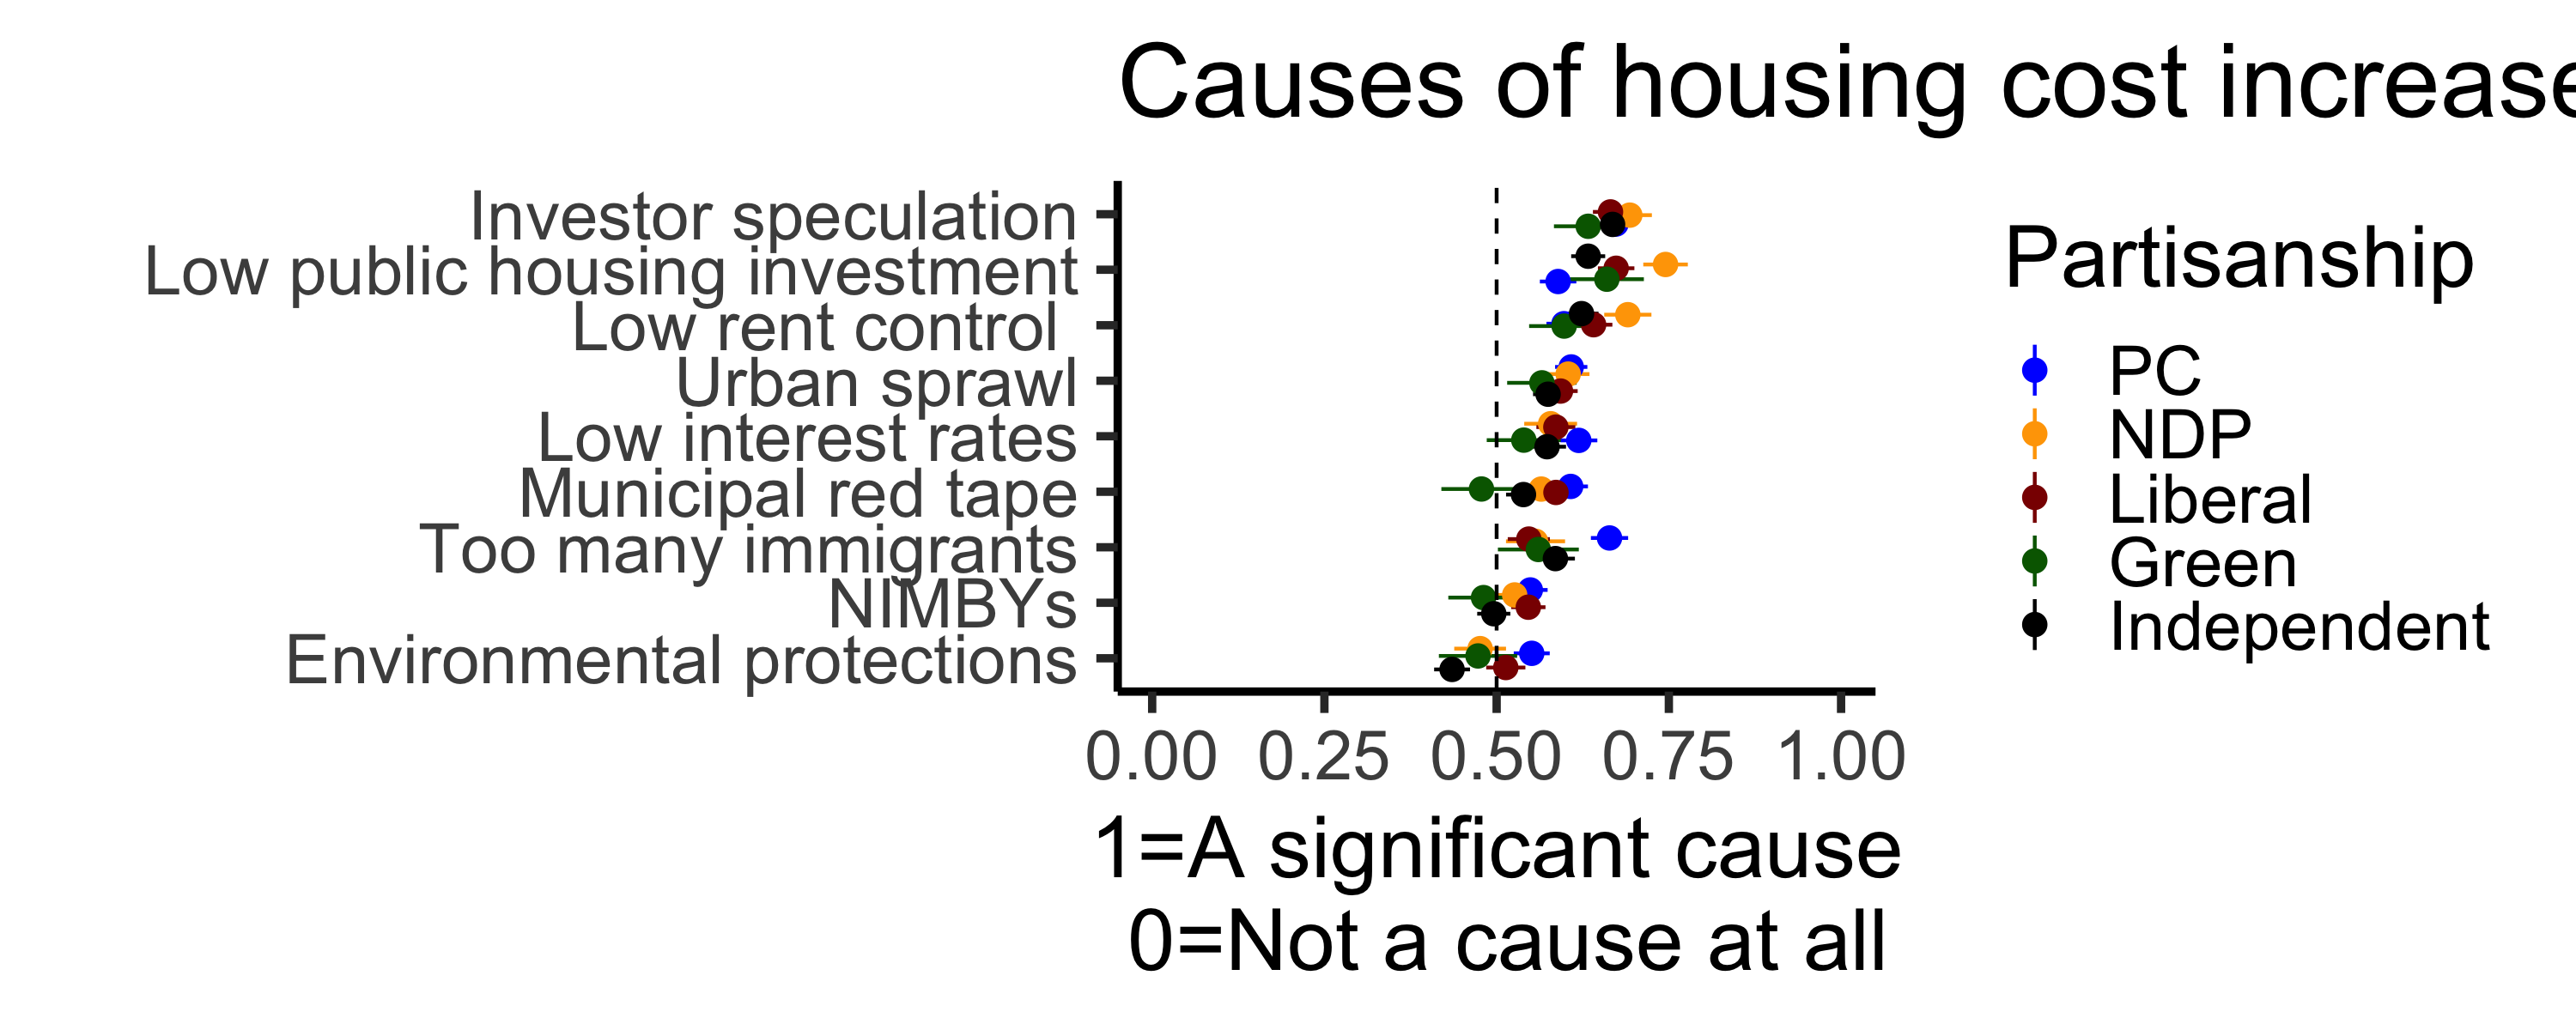 Causes of housing cost increase
Investor speculation
Low public housing investment
Low rent control
Urban sprawl
Low interest rates
Municipal red tape
Too many immigrants
NIMBYs
Environmental protections
0.00 0.25 0.50 0.75 1.00
1=A significant cause
0=Not a cause at all
Partisanship
PC
NDP
Liberal
Green
Independent